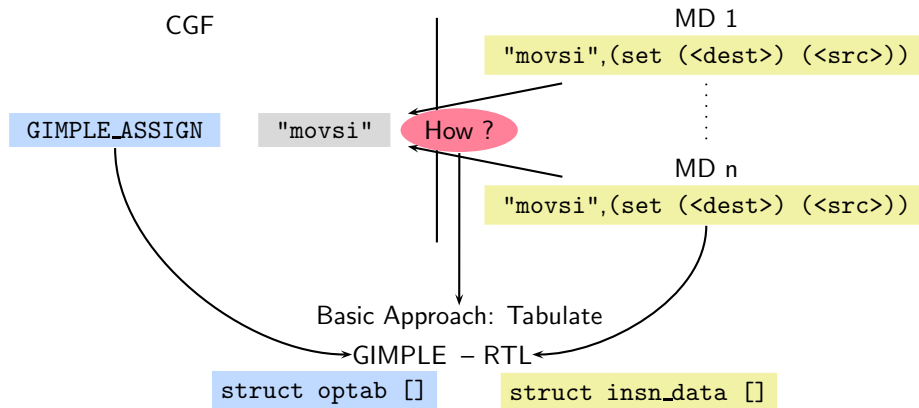 CGF
MD 1
"movsi",(set (<dest>) (<src>))
GIMPLE_ASSIGN
"movsi"
How ?
MD n
"movsi",(set (<dest>) (<src>))
Basic Approach: Tabulate
GIMPLE – RTL
struct optab []
struct insn_data []